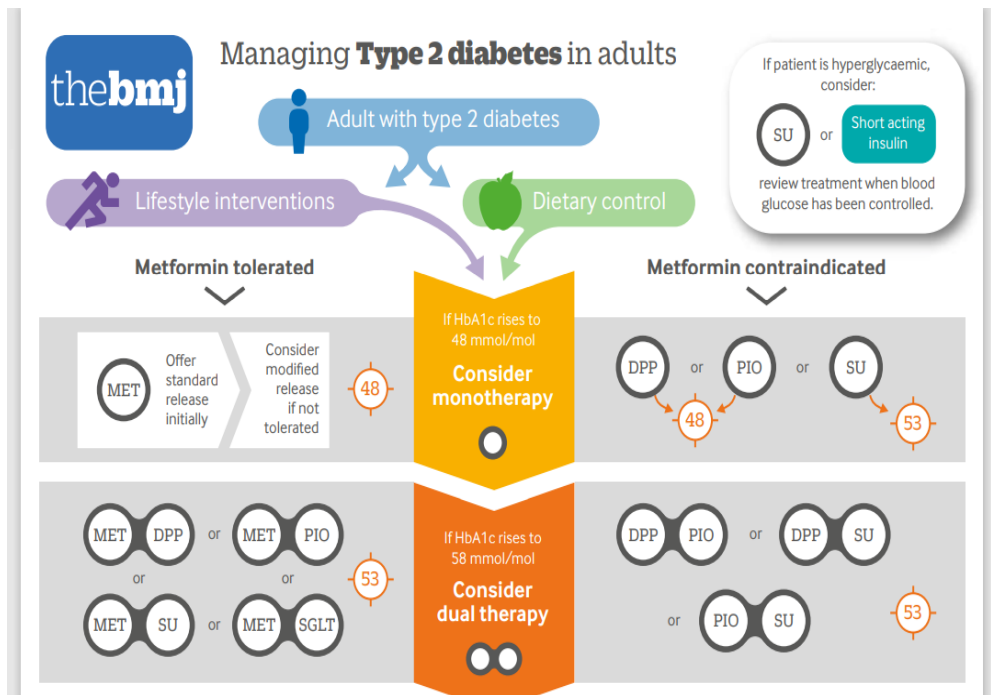 thebmj
Managing Type 2 diabetes in adults
Adult with type 2 diabetes
Lifestyle interventions
Dietary control
If patient is hyperglycaemic,
consider:
SU or Short acting
insulin
review treatment when blood
glucose has been controlled.
Metformin tolerated
Metformin contraindicated
MET
Offer
standard
release
initially
Consider
modified
release
if not
tolerated
48
If HbA1c rises to
48 mmol/mol
Consider
monotherapy
DPP or PIO or SU
48
53
MET DPP or MET PIO
or or
MET SU or MET SGLT
53
If HbA1c rises to
58 mmol/mol
Consider
dual therapy
DPP PIO or DPP SU
or PIO SU
53